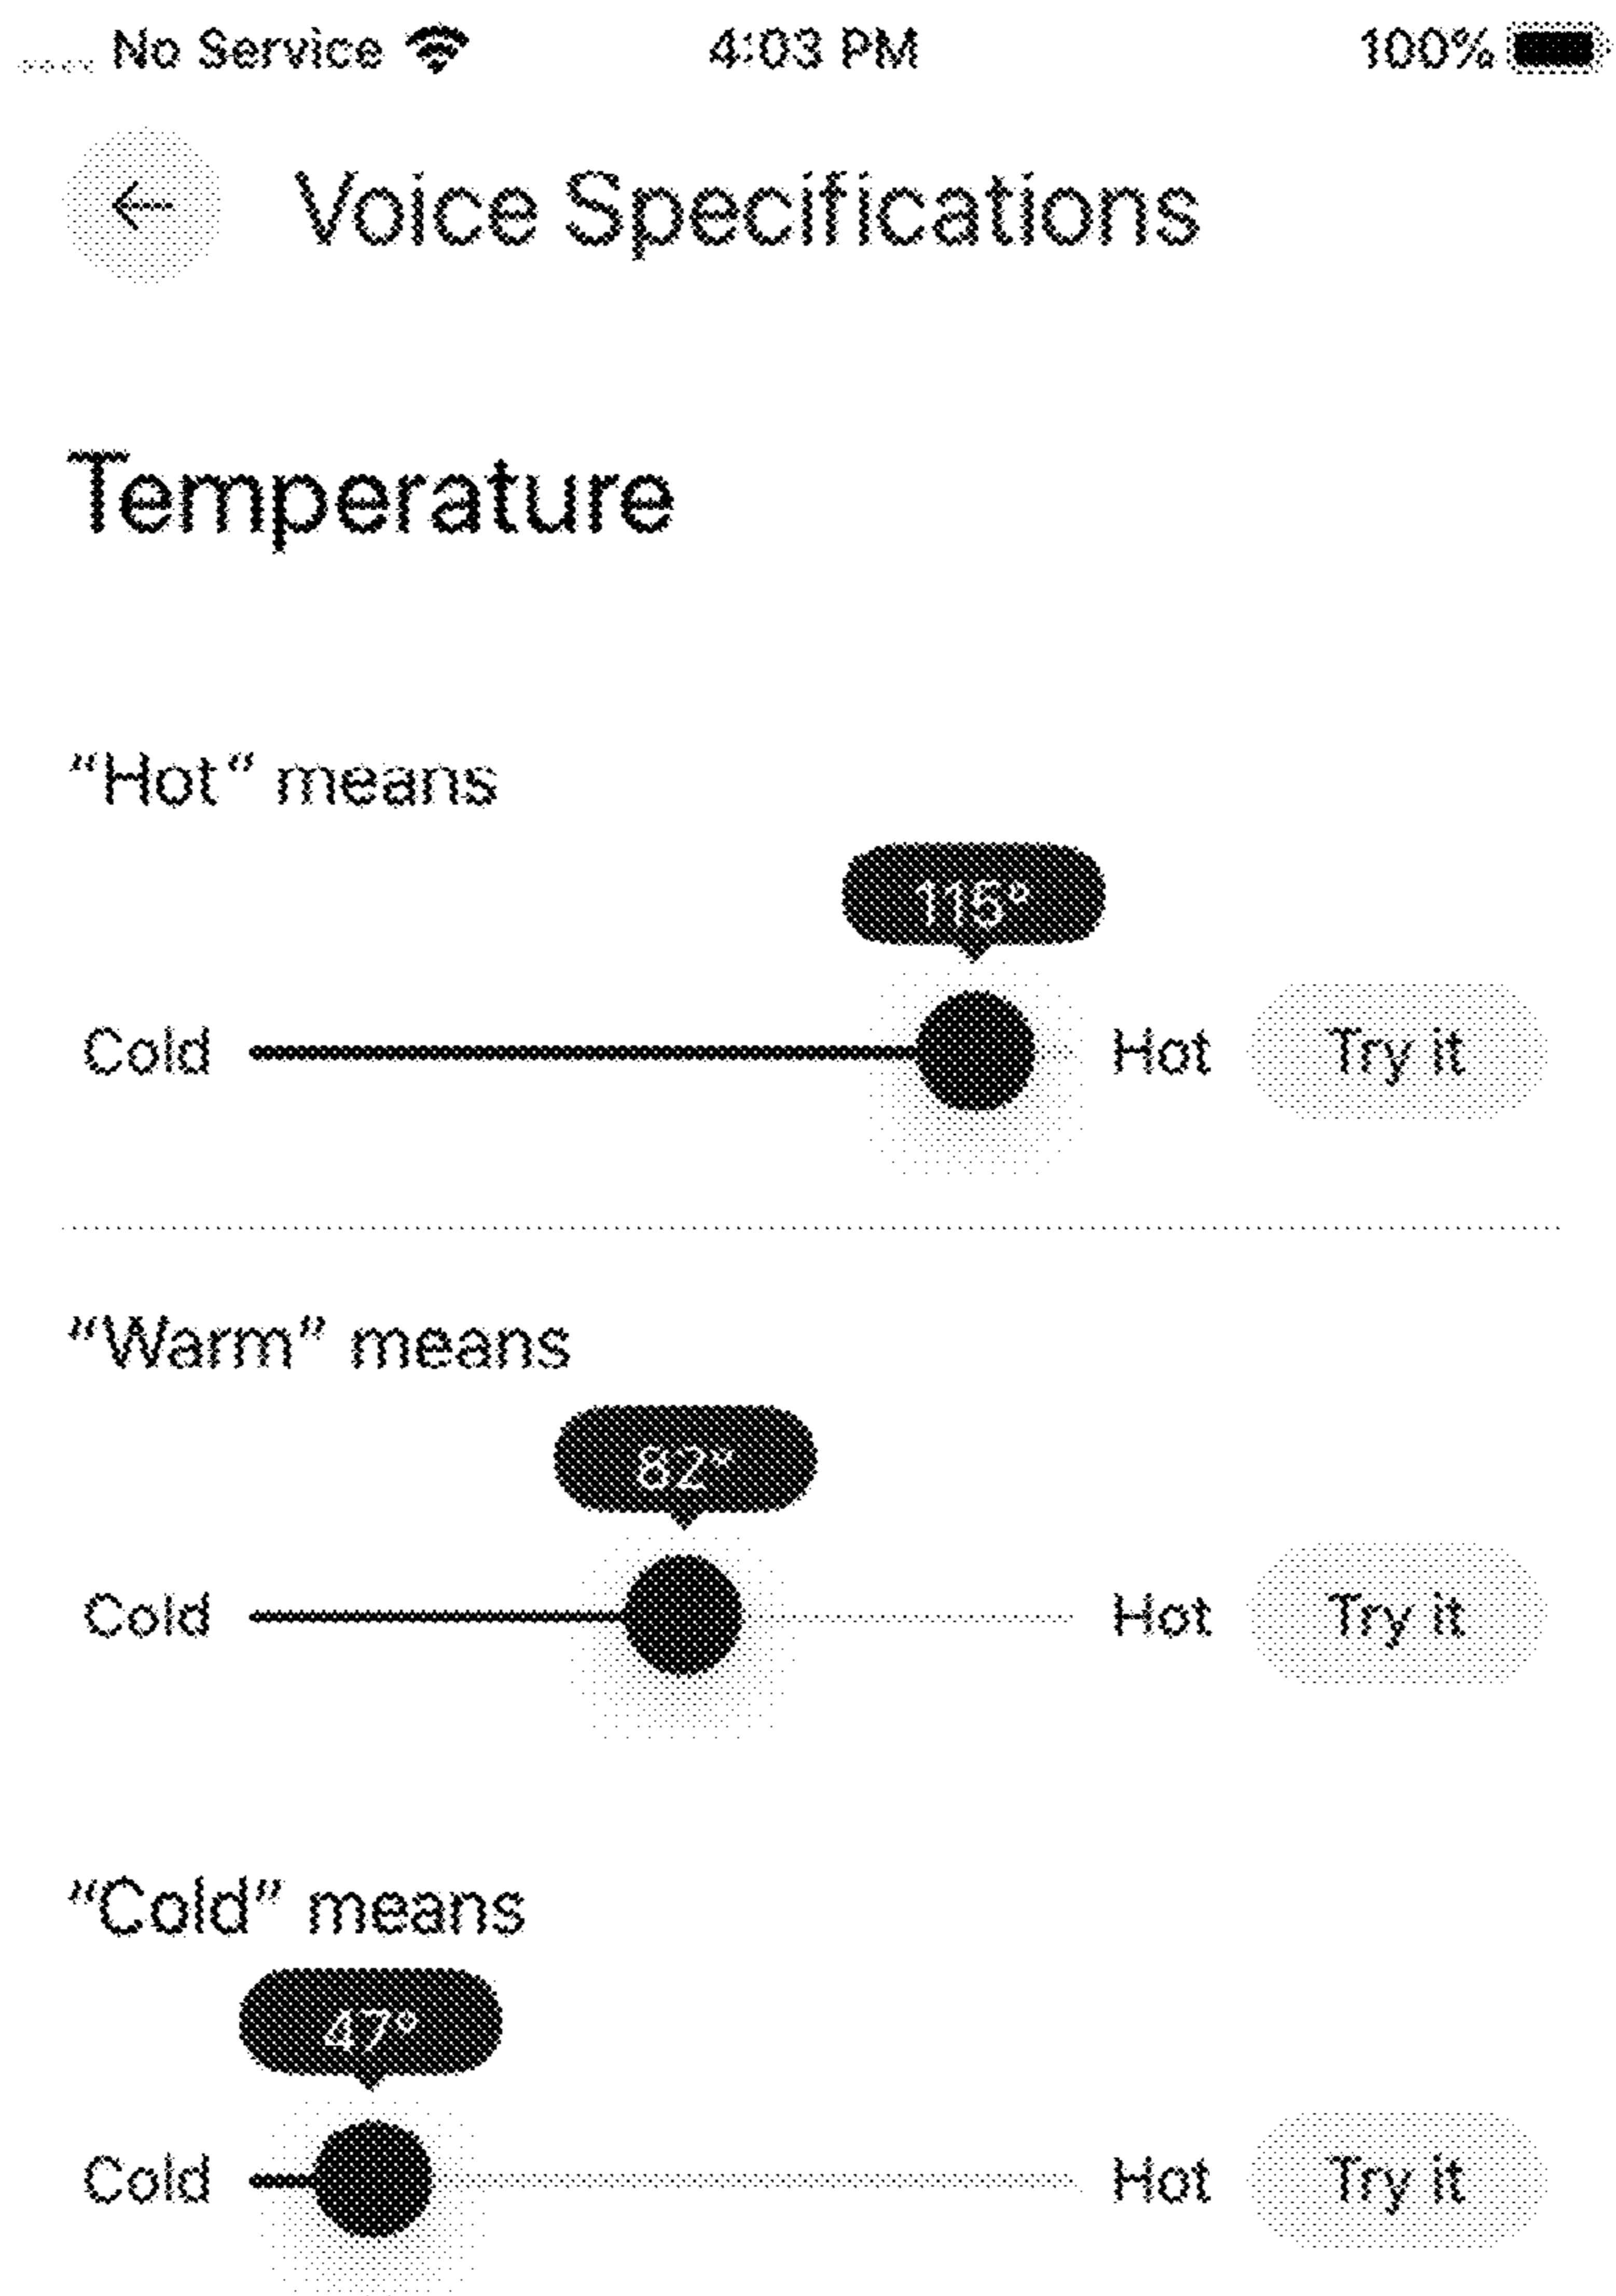 No Service 4:03 PM 100%
Voice Specifications
Temperature
“Hot“ means
115°
Cold Hot Try it
“Warm” means
82°
Cold Hot Try it
“Cold” means
47°
Cold Hot Try it